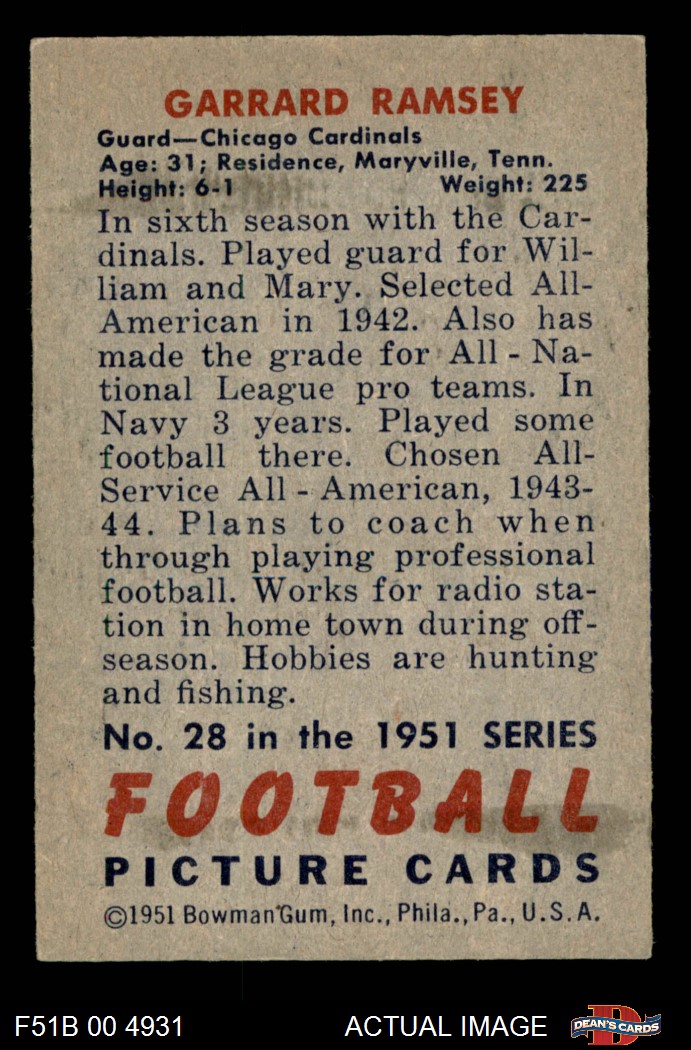 GARRARD RAMSEY
Guard—Chicago Cardinals
Age: 31; Residence, Maryville, Tenn.
Height: 6-1 Weight: 225
In sixth season with the Car-
dinals. Played guard for Wil-
liam and Mary. Selected All-
American in 1942. Also has
made the grade for All - Na-
tional League pro teams. In
Navy 3 years. Played some
football there. Chosen All-
Service All - American, 1943-
44. Plans to coach when
through playing professional
football. Works for radio sta-
tion in home town during off-
season. Hobbies are hunting
and fishing.
No. 28 in the 1951 SERIES
FOOTBALL
PICTURE CARDS
©1951 Bowman Gum, Inc., Phila., Pa., U.S.A.
F51B 00 4931 ACTUAL IMAGE D DEAN'S CARDS